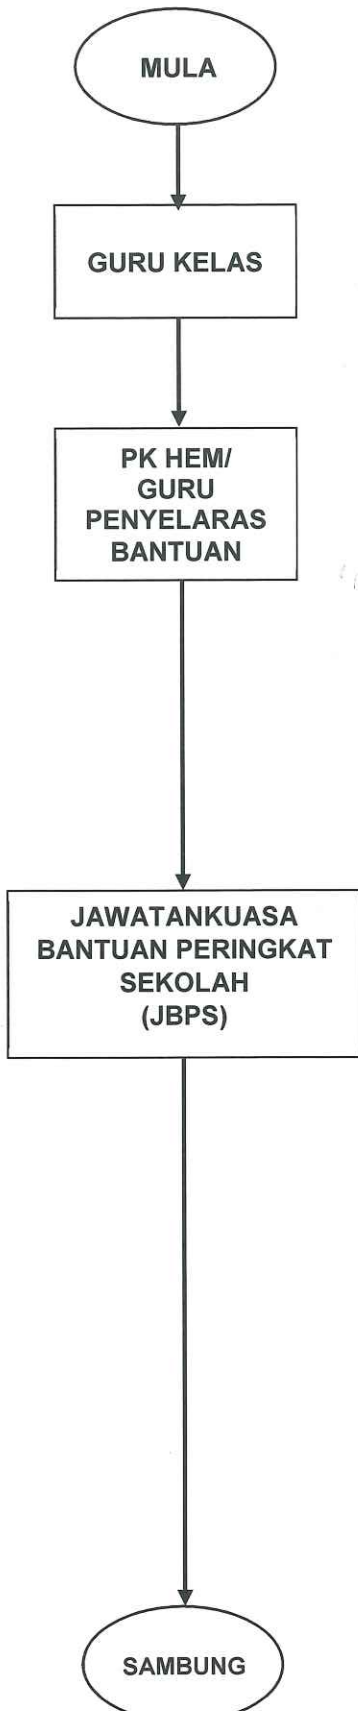 MULA
GURU KELAS
PK HEM/
GURU
PENYELARAS
BANTUAN
JAWATANKUASA
BANTUAN PERINGKAT
SEKOLAH
(JBPS)
SAMBUNG